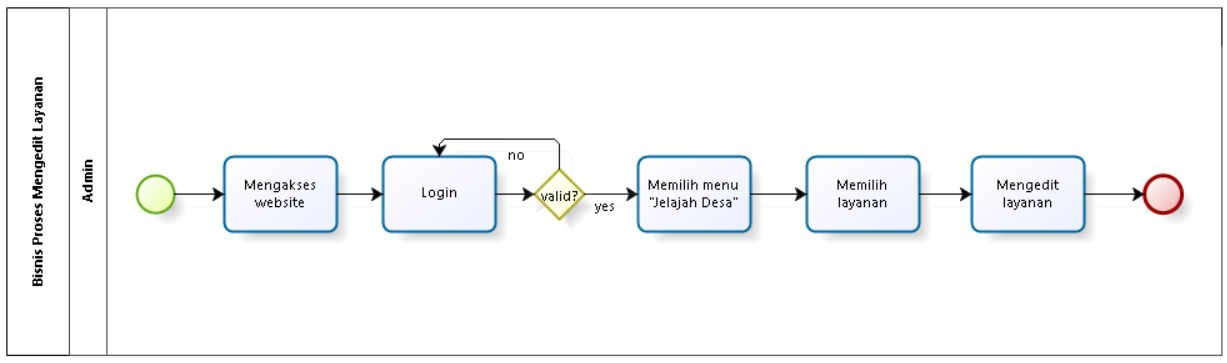 Bisnis Proses Mengedit Layanan
Admin
Mengakses
website
Login
no
valid?
yes
Memilih menu
"Jelajah Desa"
Memilih
layanan
Mengedit
layanan